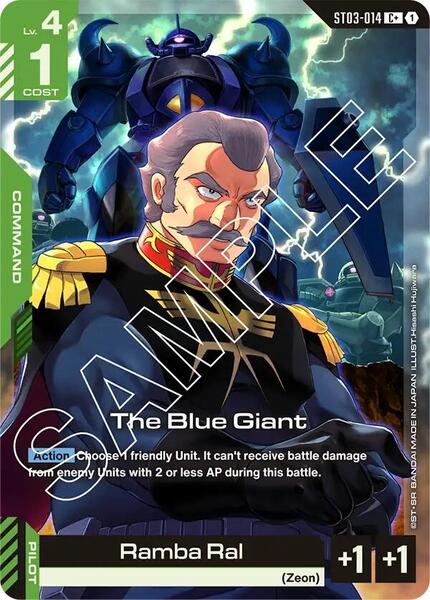 Lv. 4
1
COST
ST03-014 C+ 1
COMMAND
SAMPLE
The Blue Giant
Action Choose 1 friendly Unit. It can't receive battle damage
from enemy Units with 2 or less AP during this battle.
PILOT
Ramba Ral
(Zeon)
+1 +1
©ST・SR BANDAI MADE IN JAPAN ILLUST.Hisashi Hujiwara